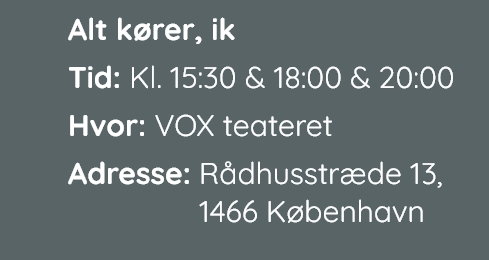 Alt kører, ik
Tid: Kl. 15:30 & 18:00 & 20:00
Hvor: VOX teateret
Adresse: Rådhusstræde 13,
1466 København